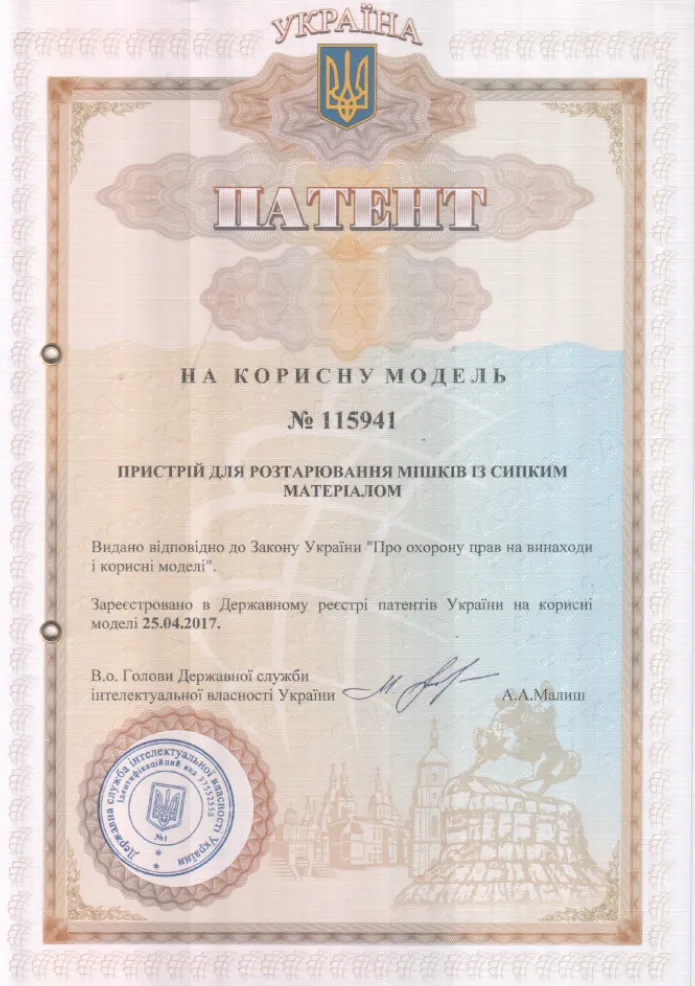 УКРАЇНА
ПАТЕНТ
НА КОРИСНУ МОДЕЛЬ
№ 115941
ПРИСТРІЙ ДЛЯ РОЗТАРЮВАННЯ МІШКІВ ІЗ СИПКИМ
МАТЕРІАЛОМ
Видано відповідно до Закону України "Про охорону прав на винаходи
і корисні моделі".
Зареєстровано в Державному реєстрі патентів України на корисні
моделі 25.04.2017.
В.о. Голови Державної служби
інтелектуальної власності України
А.А.Малиш
Державна служба інтелектуальної власності України
Ідентифікаційний код 37552556
№1